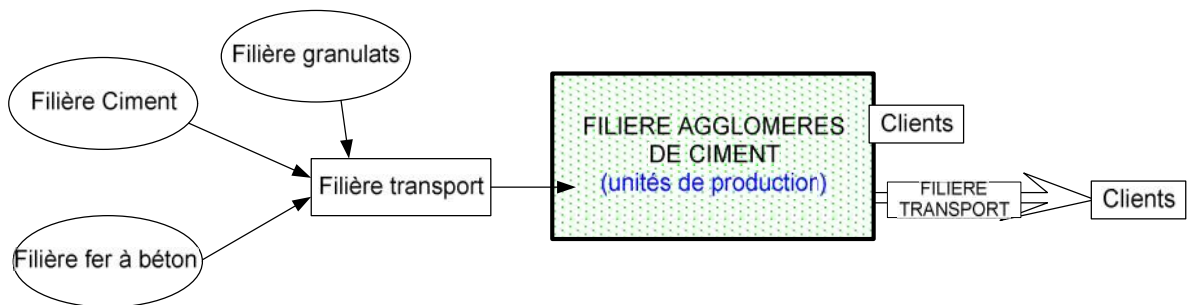 Filière granulats
Filière Ciment
FILIERE AGGLOMERES
DE CIMENT
(unités de production)
Clients
Filière transport
FILIERE
TRANSPORT
Clients
Filière fer à béton